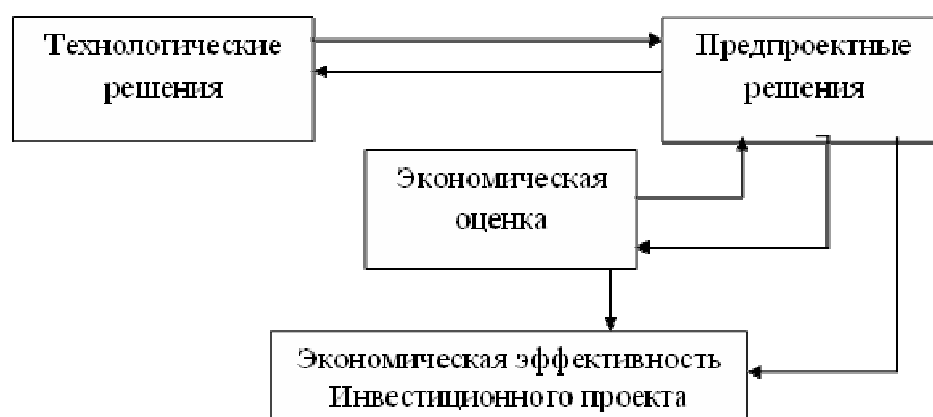 Технологические
решения
Предпроектные
решения
Экономическая
оценка
Экономическая эффективность
Инвестиционного проекта